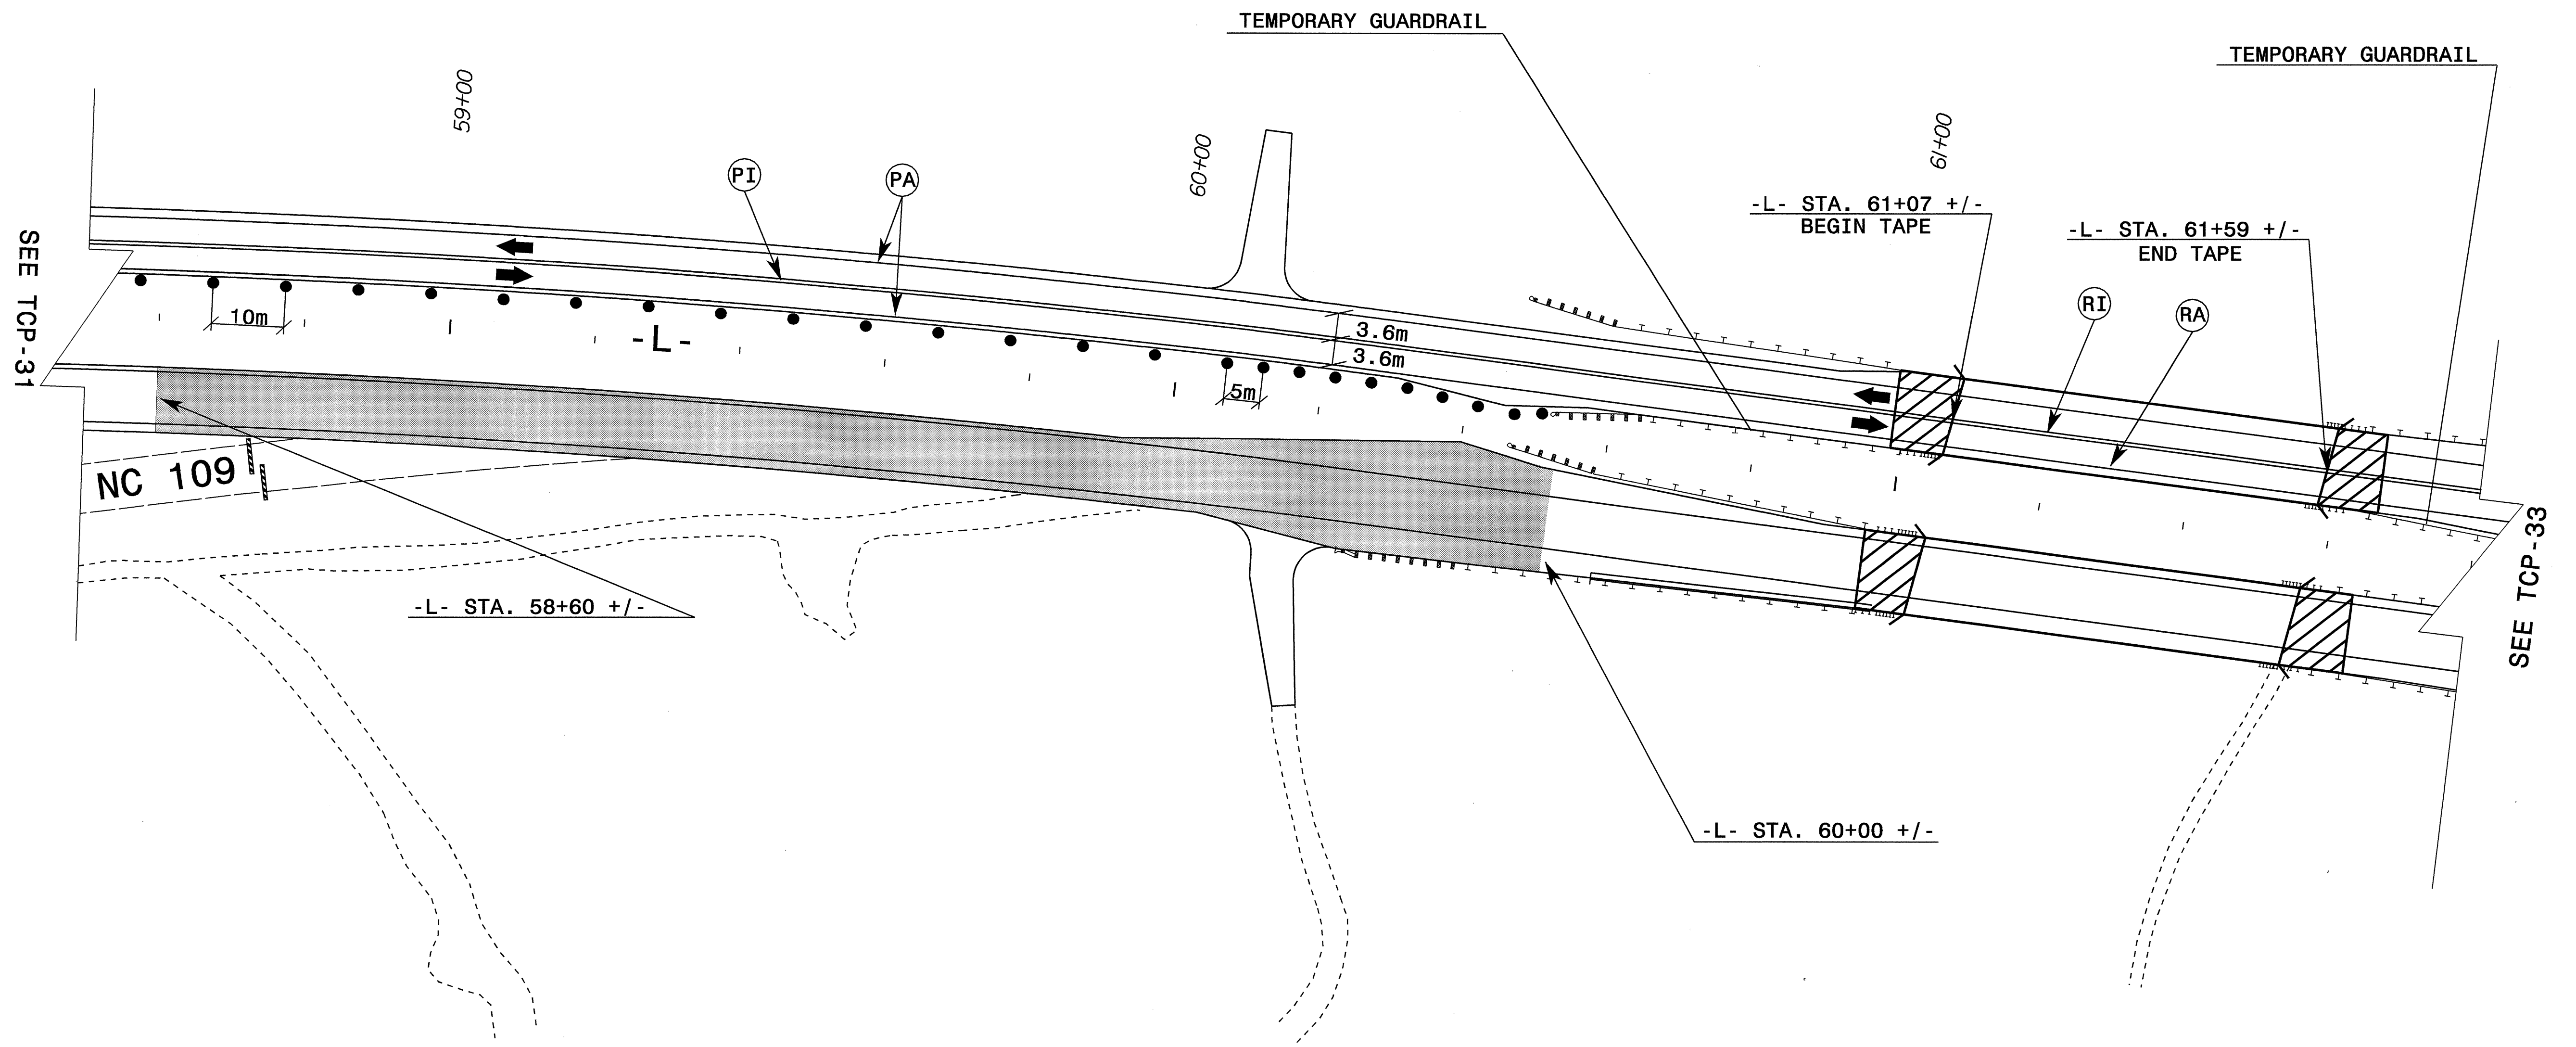 TEMPORARY GUARDRAIL
TEMPORARY GUARDRAIL
59+00
60+00
61+00
PI
PA
-L- STA. 61+07 +/-
BEGIN TAPE
-L- STA. 61+59 +/-
END TAPE
SEE TCP-31
RI
RA
10m
-L-
3.6m
3.6m
5m
NC 109
SEE TCP-33
-L- STA. 58+60 +/-
-L- STA. 60+00 +/-